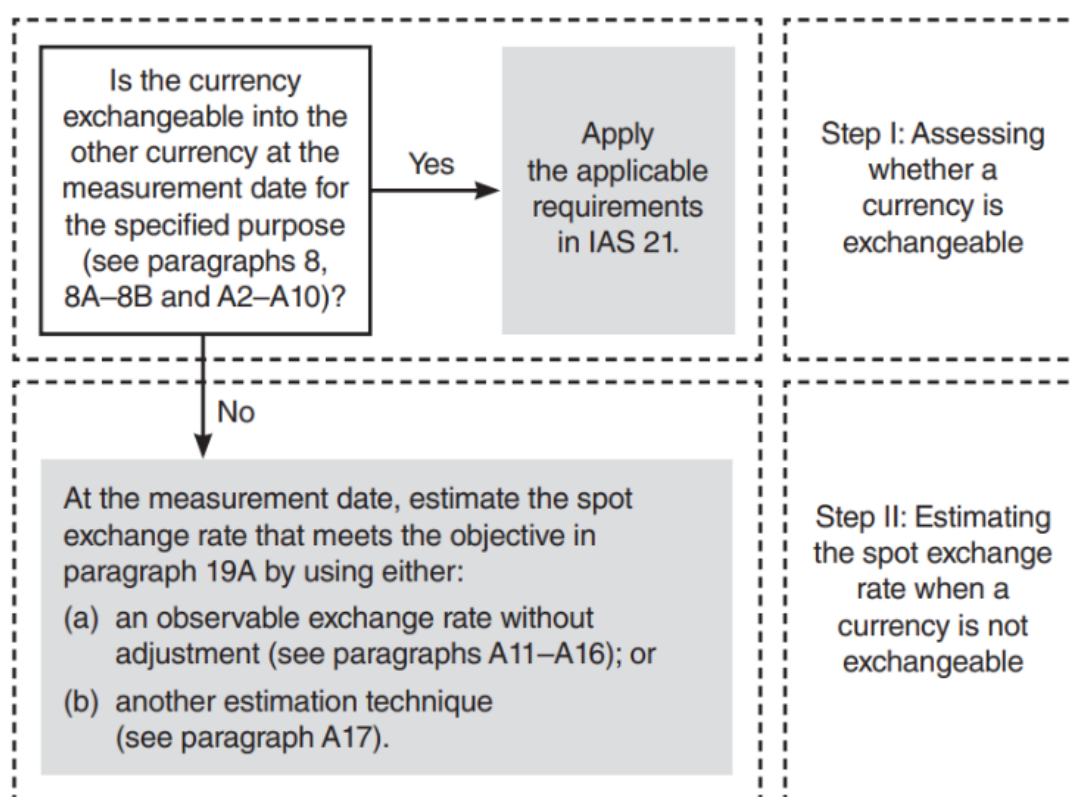 Is the currency
exchangeable into the
other currency at the
measurement date for
the specified purpose
(see paragraphs 8,
8A–8B and A2–A10)?
Yes
Apply
the applicable
requirements
in IAS 21.
Step I: Assessing
whether a
currency is
exchangeable
No
At the measurement date, estimate the spot
exchange rate that meets the objective in
paragraph 19A by using either:
(a) an observable exchange rate without
adjustment (see paragraphs A11–A16); or
(b) another estimation technique
(see paragraph A17).
Step II: Estimating
the spot exchange
rate when a
currency is not
exchangeable